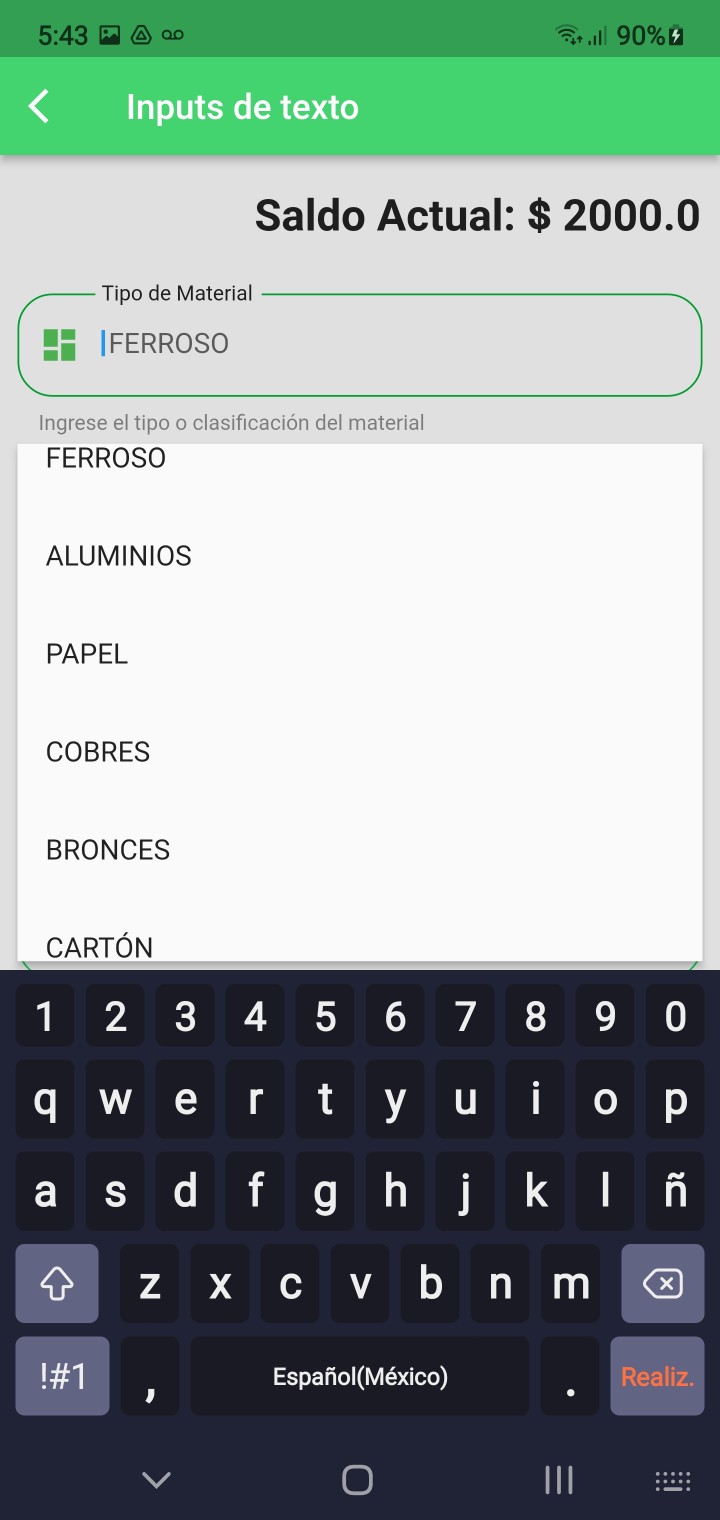 5:43 90%
Inputs de texto
Saldo Actual: $ 2000.0
Tipo de Material
FERROSO
Ingrese el tipo o clasificación del material
FERROSO
ALUMINIOS
PAPEL
COBRES
BRONCES
CARTÓN
1 2 3 4 5 6 7 8 9 0
q w e r t y u i o p
a s d f g h j k l ñ
z x c v b n m
!#1 , Español(México) . Realiz.